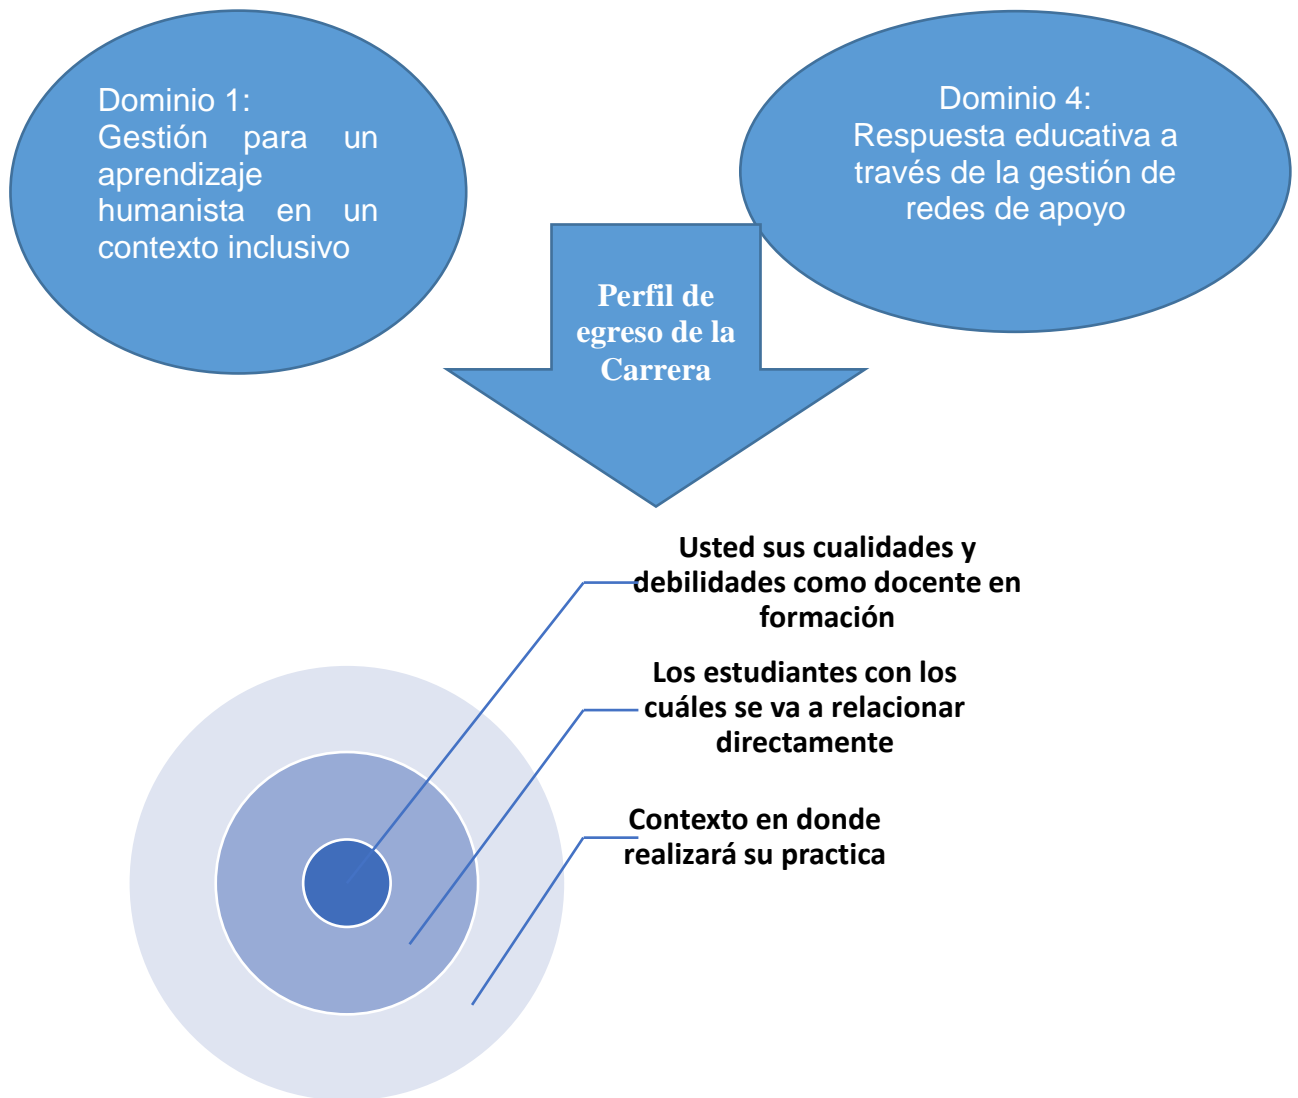 Dominio 1:
Gestión para un
aprendizaje
humanista en un
contexto inclusivo
Dominio 4:
Respuesta educativa a
través de la gestión de
redes de apoyo
Perfil de
egreso de la
Carrera
Usted sus cualidades y
debilidades como docente en
formación
Los estudiantes con los
cuáles se va a relacionar
directamente
Contexto en donde
realizará su practica